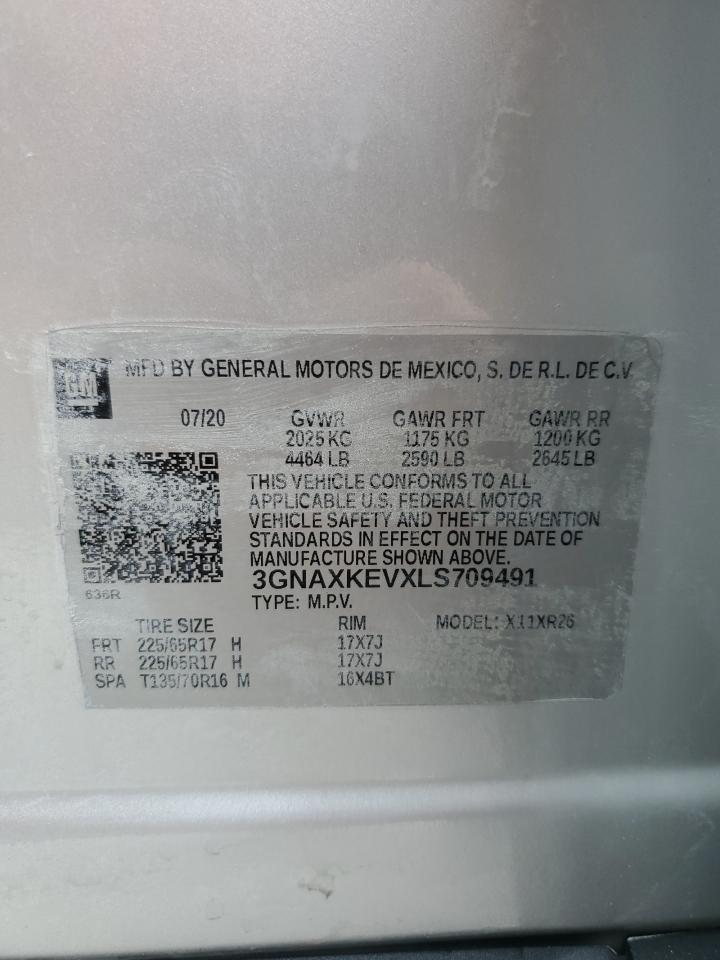 GM
MFD BY GENERAL MOTORS DE MEXICO, S. DE R.L. DE C.V.
07/20 GVWR GAWR FRT GAWR RR
2025 KG 1175 KG 1200 KG
4464 LB 2590 LB 2645 LB
THIS VEHICLE CONFORMS TO ALL
APPLICABLE U.S. FEDERAL MOTOR
VEHICLE SAFETY AND THEFT PREVENTION
STANDARDS IN EFFECT ON THE DATE OF
MANUFACTURE SHOWN ABOVE.
3GNAXKEVXLS709491
636R
TYPE: M.P.V.
TIRE SIZE RIM MODEL: X11XR26
FRT 225/65R17 H 17X7J
RR 225/65R17 H 17X7J
SPA T135/70R16 M 16X4BT